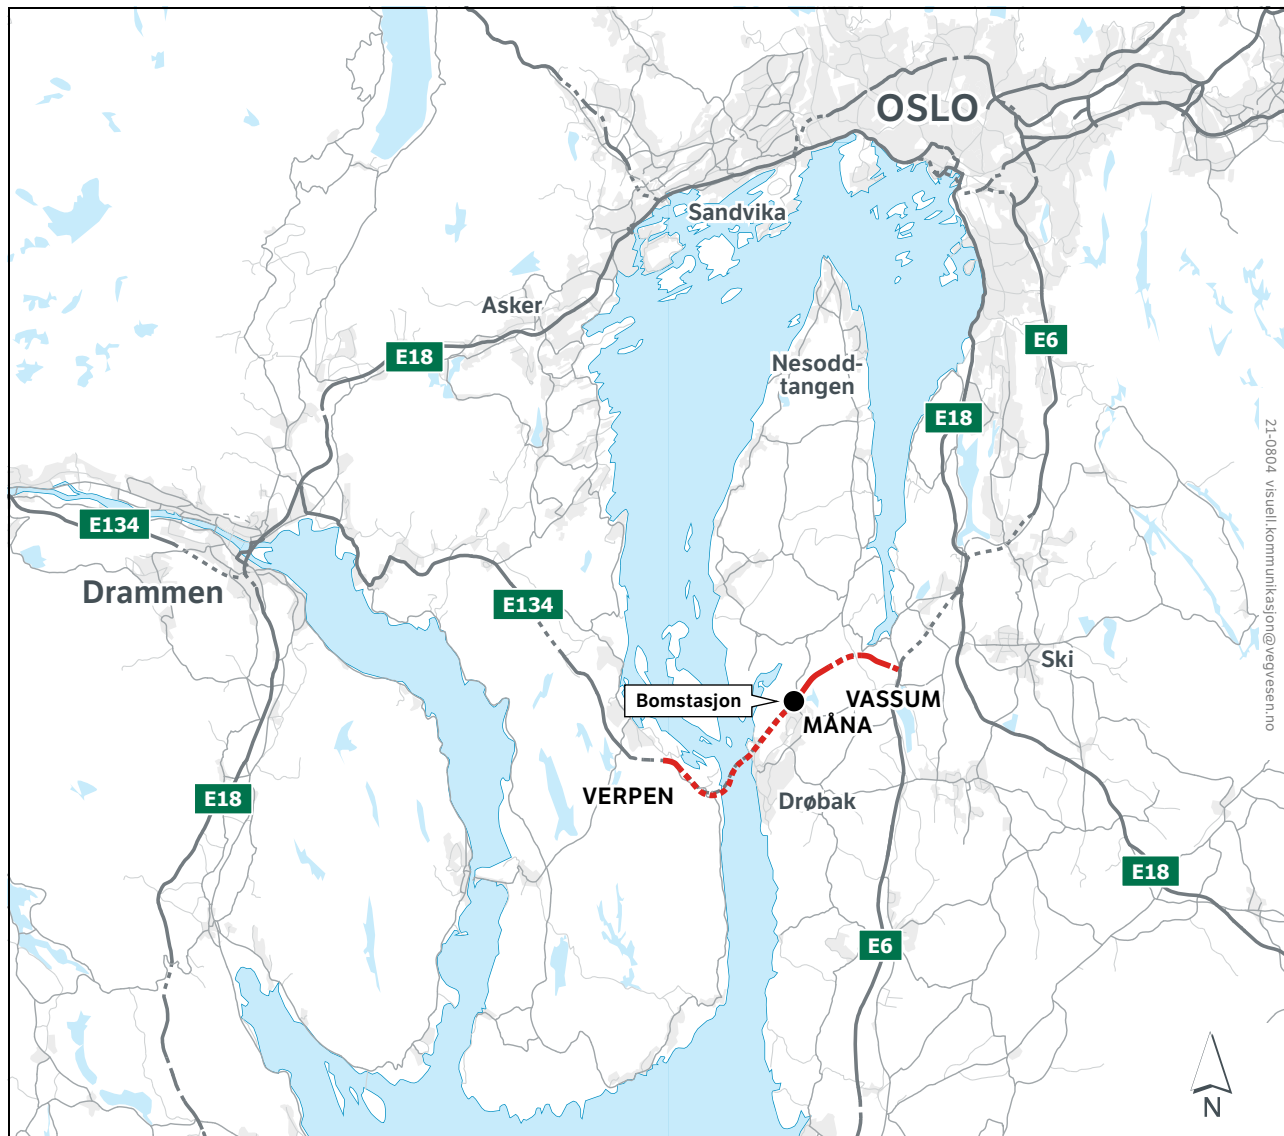 OSLO
Sandvika
Asker
E18
E6
Nesodd-
tangen
E18
E134
Drammen
E134
Ski
Bomstasjon
VASSUM
MÅNA
VERPEN
Drøbak
E18
E18
E6
N
21-0804 visuell.kommunikasjon@vegvesen.no